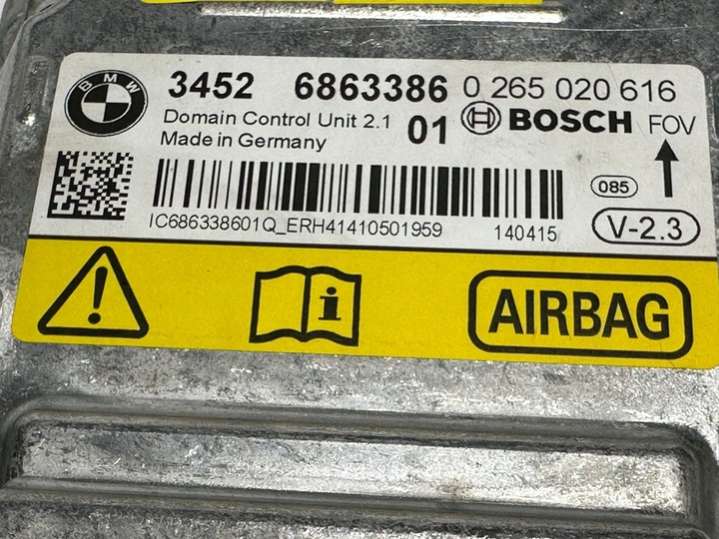 BMW
3452 6863386 0 265 020 616
Domain Control Unit 2.1 01 BOSCH FOV
Made in Germany
085
IC686338601Q_ERH41410501959 140415 V-2.3
i AIRBAG